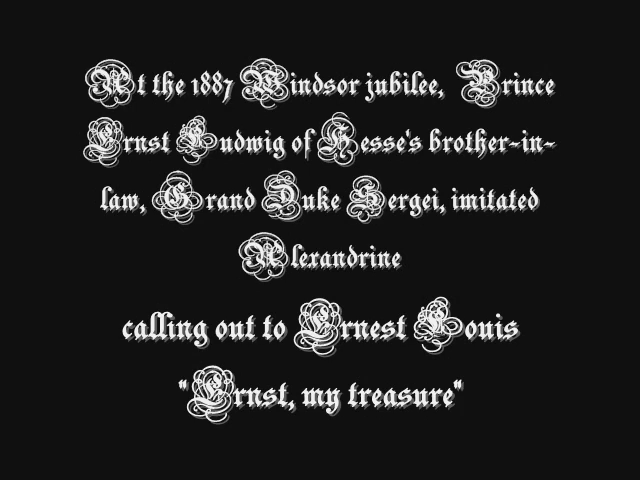 At the 1887 Windsor jubilee, Prince
Ernst Ludwig of Hesse's brother-in-
law, Grand Duke Sergei, imitated
Alexandrine
calling out to Ernest Louis
"Ernst, my treasure"